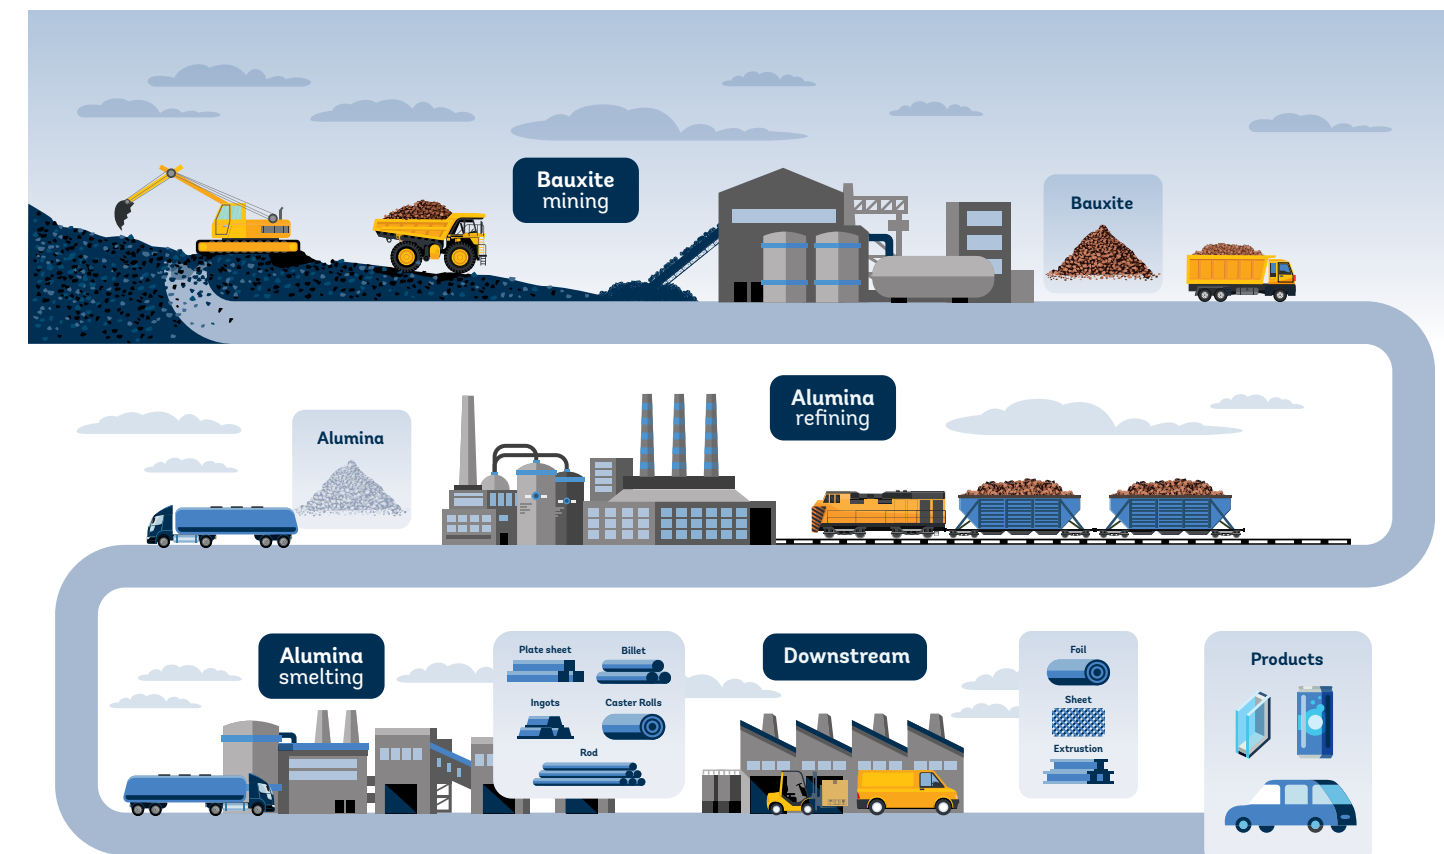 Bauxite
mining
Bauxite
Alumina
refining
Alumina
Alumina
smelting
Plate sheet
Billet
Ingots
Caster Rolls
Rod
Downstream
Foil
Sheet
Extrustion
Products